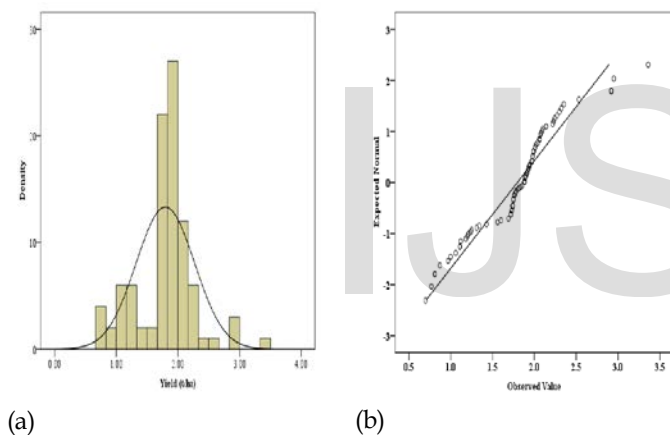 30
20
10
0
Density
0.00 1.00 2.00 3.00 4.00
Yield (t/ha)
(a)
3
2
1
0
-1
-2
-3
Expected Normal
0.5 1.0 1.5 2.0 2.5 3.0 3.5
Observed Value
(b)
IJS